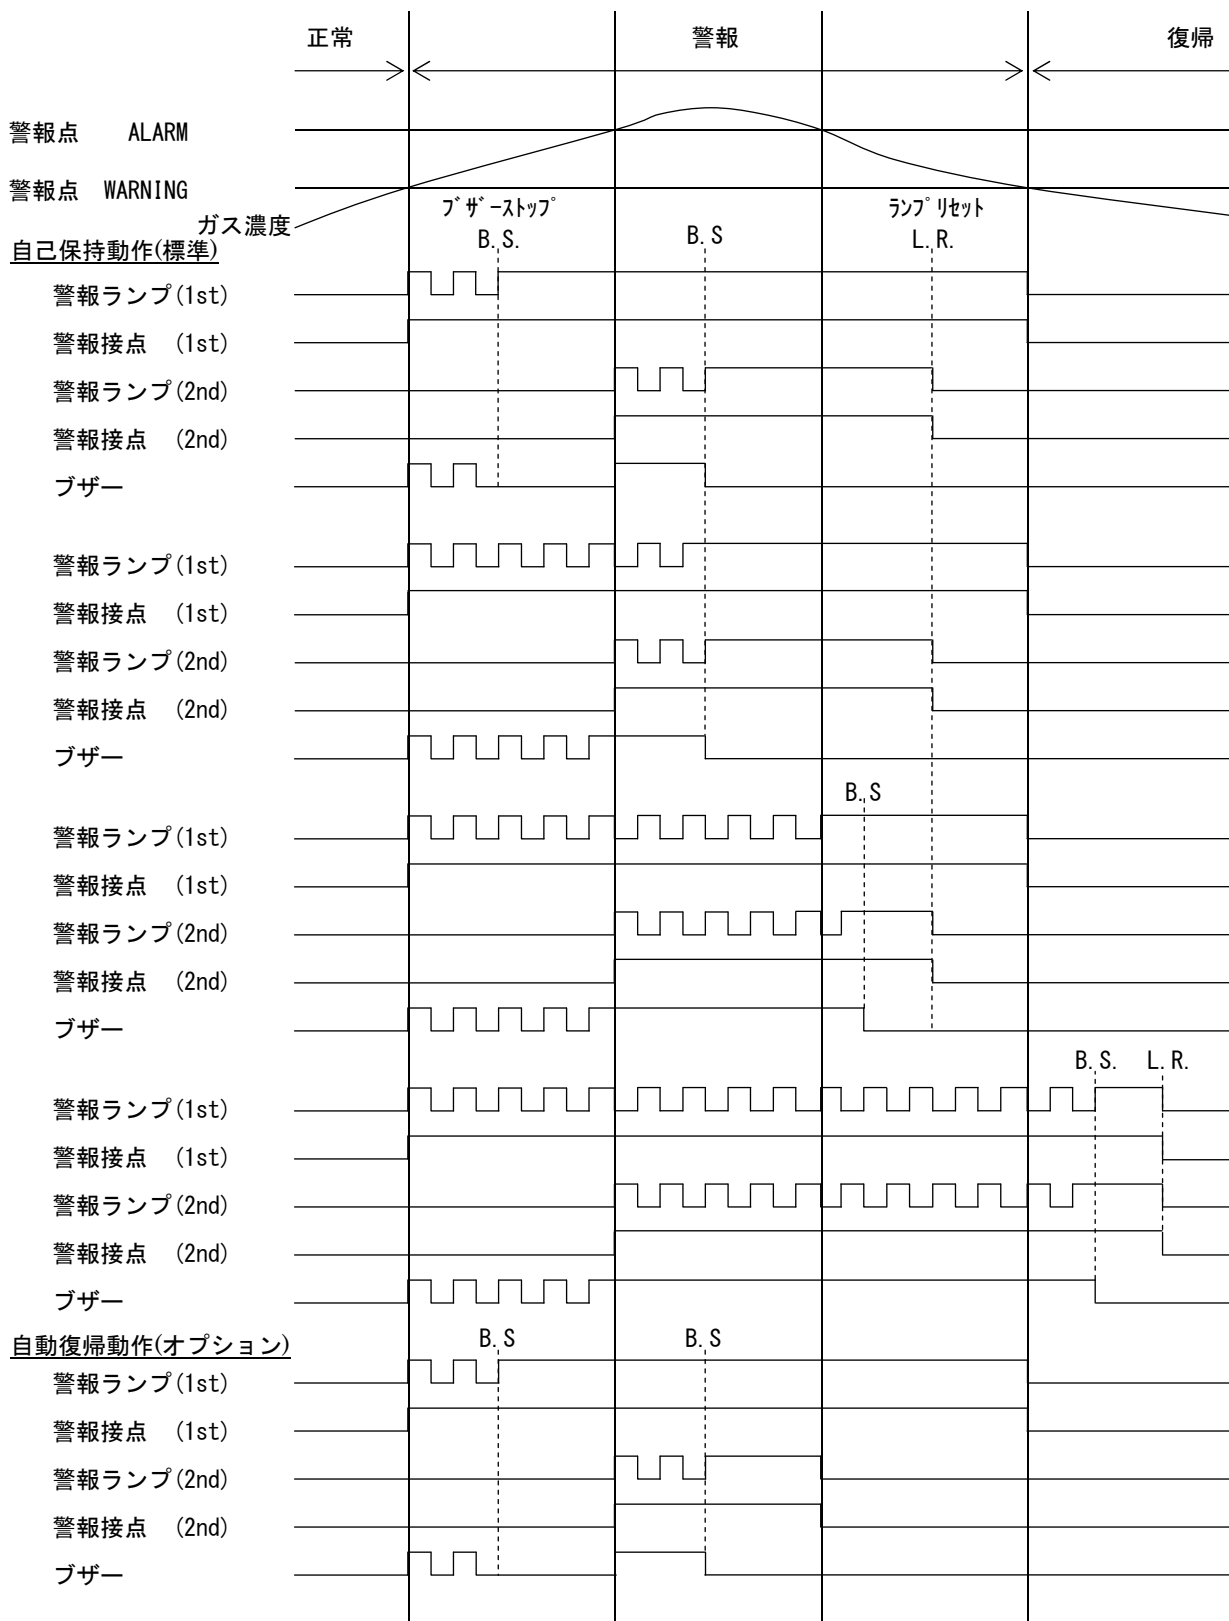 正常 警報 復帰
警報点 ALARM
警報点 WARNING
ブザーストップ ランプリセット
ガス濃度
B.S. B.S L.R.
自己保持動作(標準)
警報ランプ(1st)
警報接点 (1st)
警報ランプ(2nd)
警報接点 (2nd)
ブザー
警報ランプ(1st)
警報接点 (1st)
警報ランプ(2nd)
警報接点 (2nd)
ブザー
B.S
警報ランプ(1st)
警報接点 (1st)
警報ランプ(2nd)
警報接点 (2nd)
ブザー
B.S. L.R.
警報ランプ(1st)
警報接点 (1st)
警報ランプ(2nd)
警報接点 (2nd)
ブザー
自動復帰動作(オプション) B.S B.S
警報ランプ(1st)
警報接点 (1st)
警報ランプ(2nd)
警報接点 (2nd)
ブザー